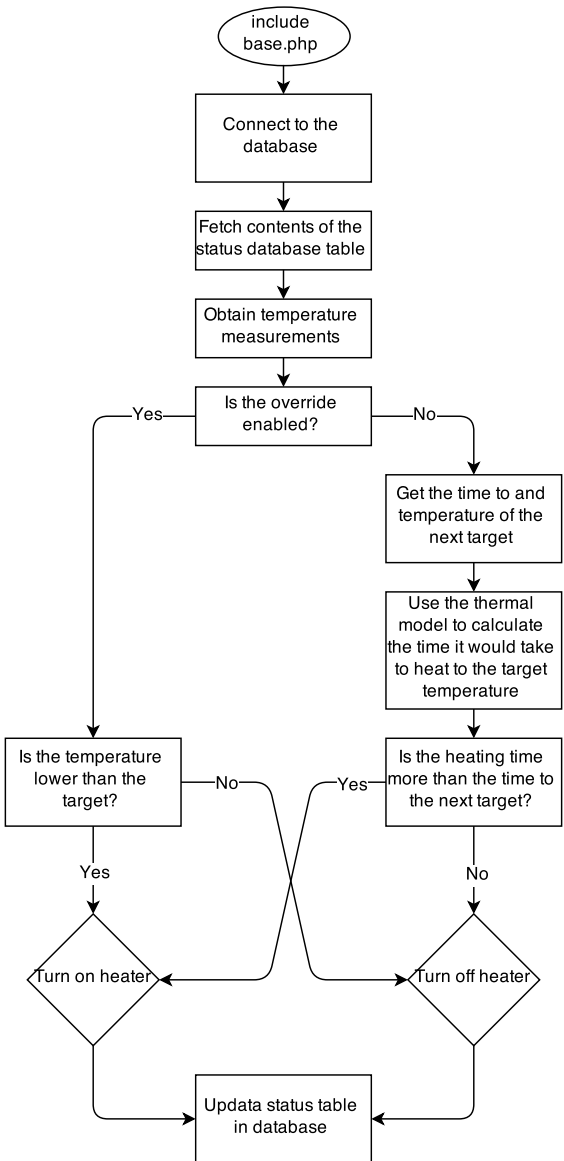 include
base.php
Connect to the
database
Fetch contents of the
status database table
Obtain temperature
measurements
Is the override
enabled?
Yes
No
Get the time to and
temperature of the
next target
Use the thermal
model to calculate
the time it would take
to heat to the target
temperature
Is the temperature
lower than the
target?
No
Yes
Is the heating time
more than the time to
the next target?
Yes
No
Turn on heater
Turn off heater
Updata status table
in database